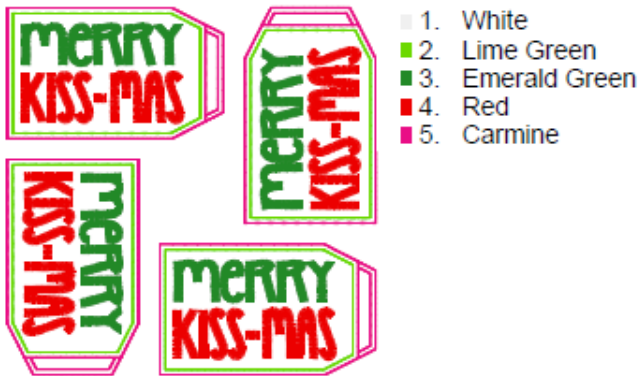 MERRY
KISS-MAS
MERRY
KISS-MAS
MERRY
KISS-MAS
MERRY
KISS-MAS
1. White
2. Lime Green
3. Emerald Green
4. Red
5. Carmine